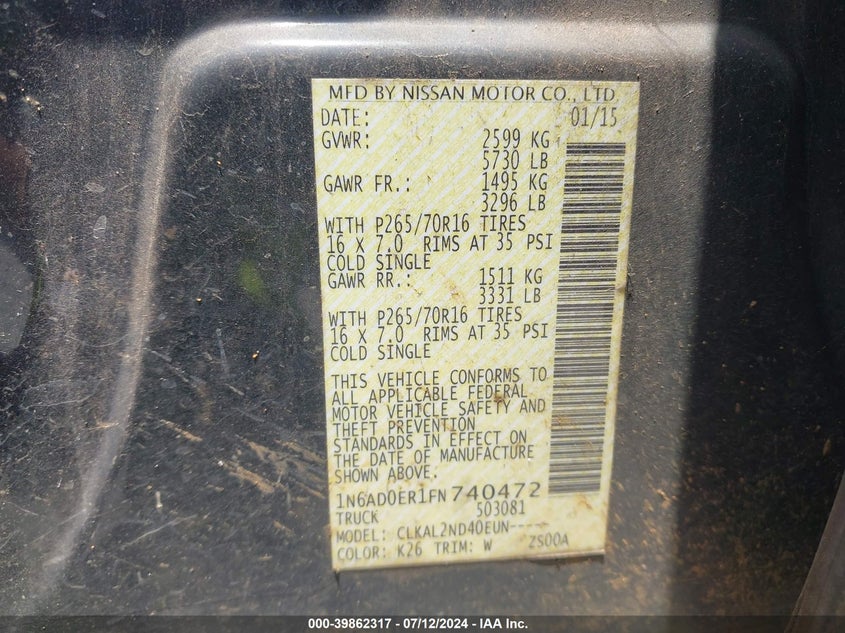 MFD BY NISSAN MOTOR CO., LTD.
DATE: 01/15
GVWR: 2599 KG
5730 LB
GAWR FR.: 1495 KG
3296 LB
WITH P265/70R16 TIRES
16 X 7.0 RIMS AT 35 PSI
COLD SINGLE
GAWR RR.: 1511 KG
3331 LB
WITH P265/70R16 TIRES
16 X 7.0 RIMS AT 35 PSI
COLD SINGLE
THIS VEHICLE CONFORMS TO
ALL APPLICABLE FEDERAL
MOTOR VEHICLE SAFETY AND
THEFT PREVENTION
STANDARDS IN EFFECT ON
THE DATE OF MANUFACTURE
SHOWN ABOVE.
1N6AD0ER1FN740472
TRUCK 503081
MODEL: CLKAL2ND40EUN-----
COLOR: K26 TRIM: W ZS00A
000-39862317 - 07/12/2024 - IAA Inc.